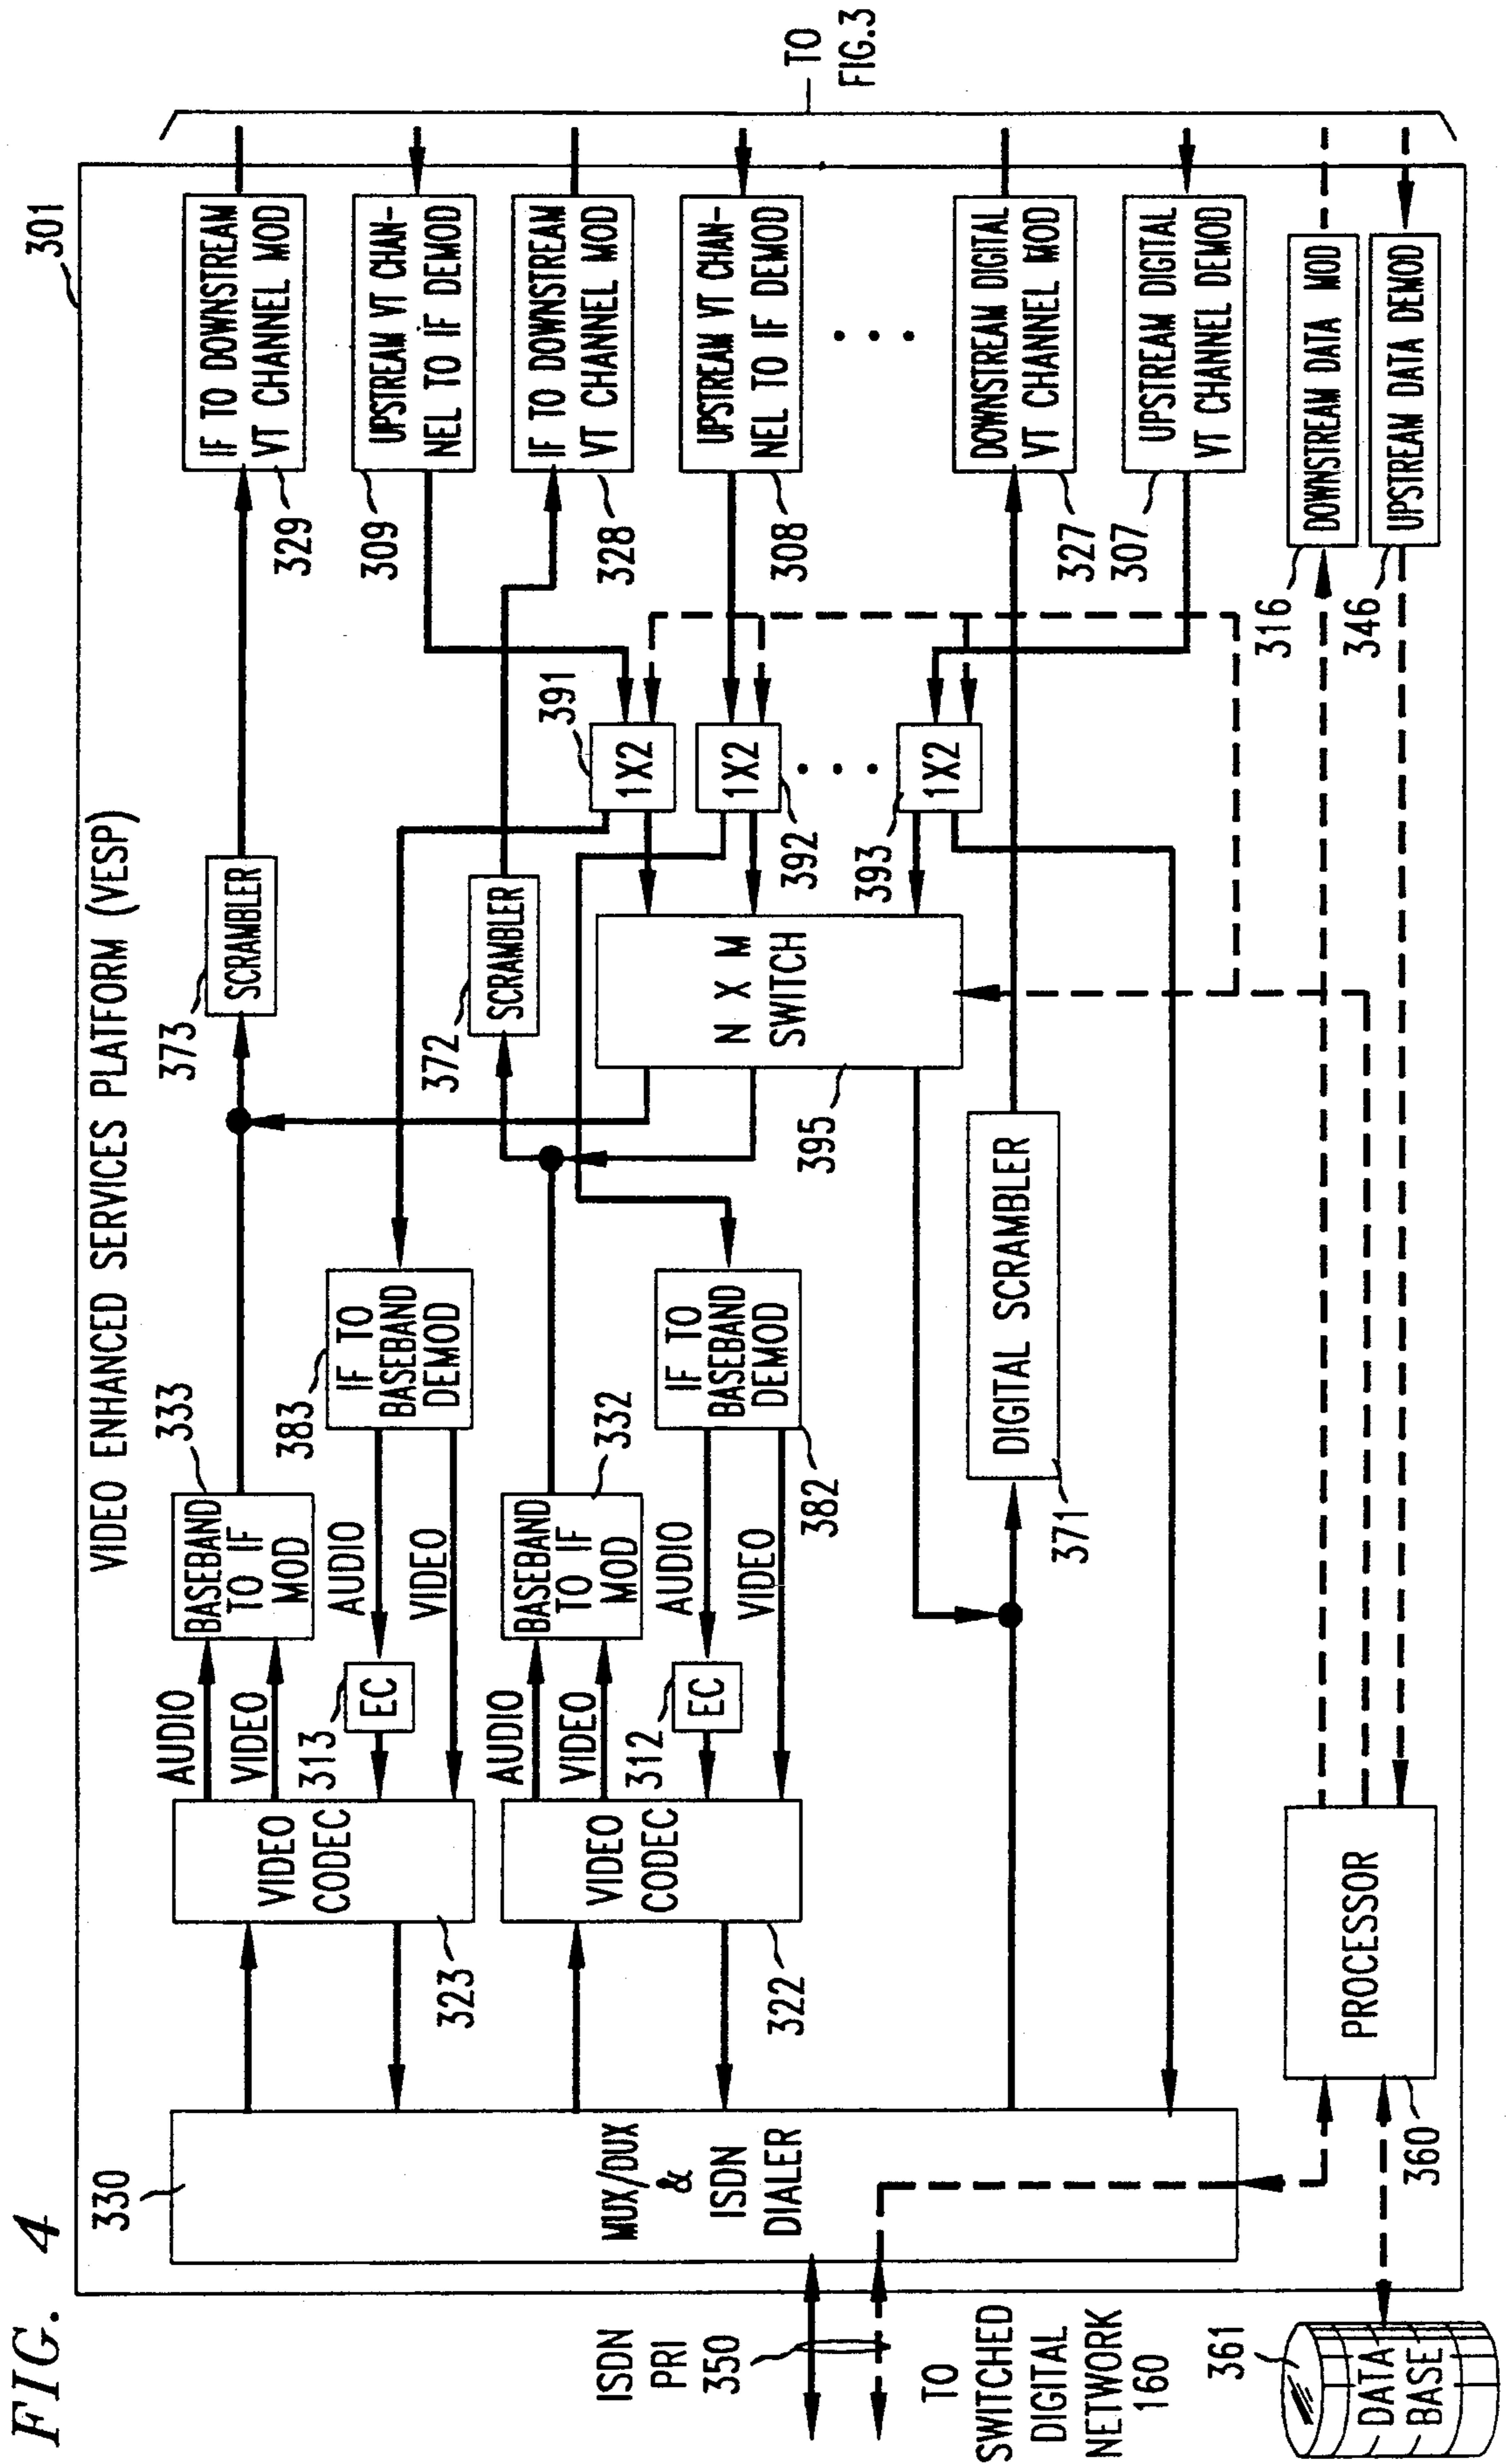 FIG. 4
VIDEO ENHANCED SERVICES PLATFORM (VESP)
301
330
MUX/DUX
&
ISDN
DIALER
ISDN
PRI
350
TO
SWITCHED
DIGITAL
NETWORK
160
361
DATA
BASE
VIDEO
CODEC
323
AUDIO
VIDEO
313
EC
AUDIO
VIDEO
333
BASEBAND
TO IF
MOD
383
IF TO
BASEBAND
DEMOD
373
SCRAMBLER
329
IF TO DOWNSTREAM
VT CHANNEL MOD
309
UPSTREAM VT CHAN-
NEL TO IF DEMOD
VIDEO
CODEC
322
AUDIO
VIDEO
312
EC
AUDIO
VIDEO
332
BASEBAND
TO IF
MOD
382
IF TO
BASEBAND
DEMOD
372
SCRAMBLER
328
IF TO DOWNSTREAM
VT CHANNEL MOD
308
UPSTREAM VT CHAN-
NEL TO IF DEMOD
391
1X2
392
1X2
393
1X2
N X M
SWITCH
395
371
DIGITAL SCRAMBLER
327
DOWNSTREAM DIGITAL
VT CHANNEL MOD
307
UPSTREAM DIGITAL
VT CHANNEL DEMOD
360
PROCESSOR
316
DOWNSTREAM DATA MOD
346
UPSTREAM DATA DEMOD
TO
FIG.3